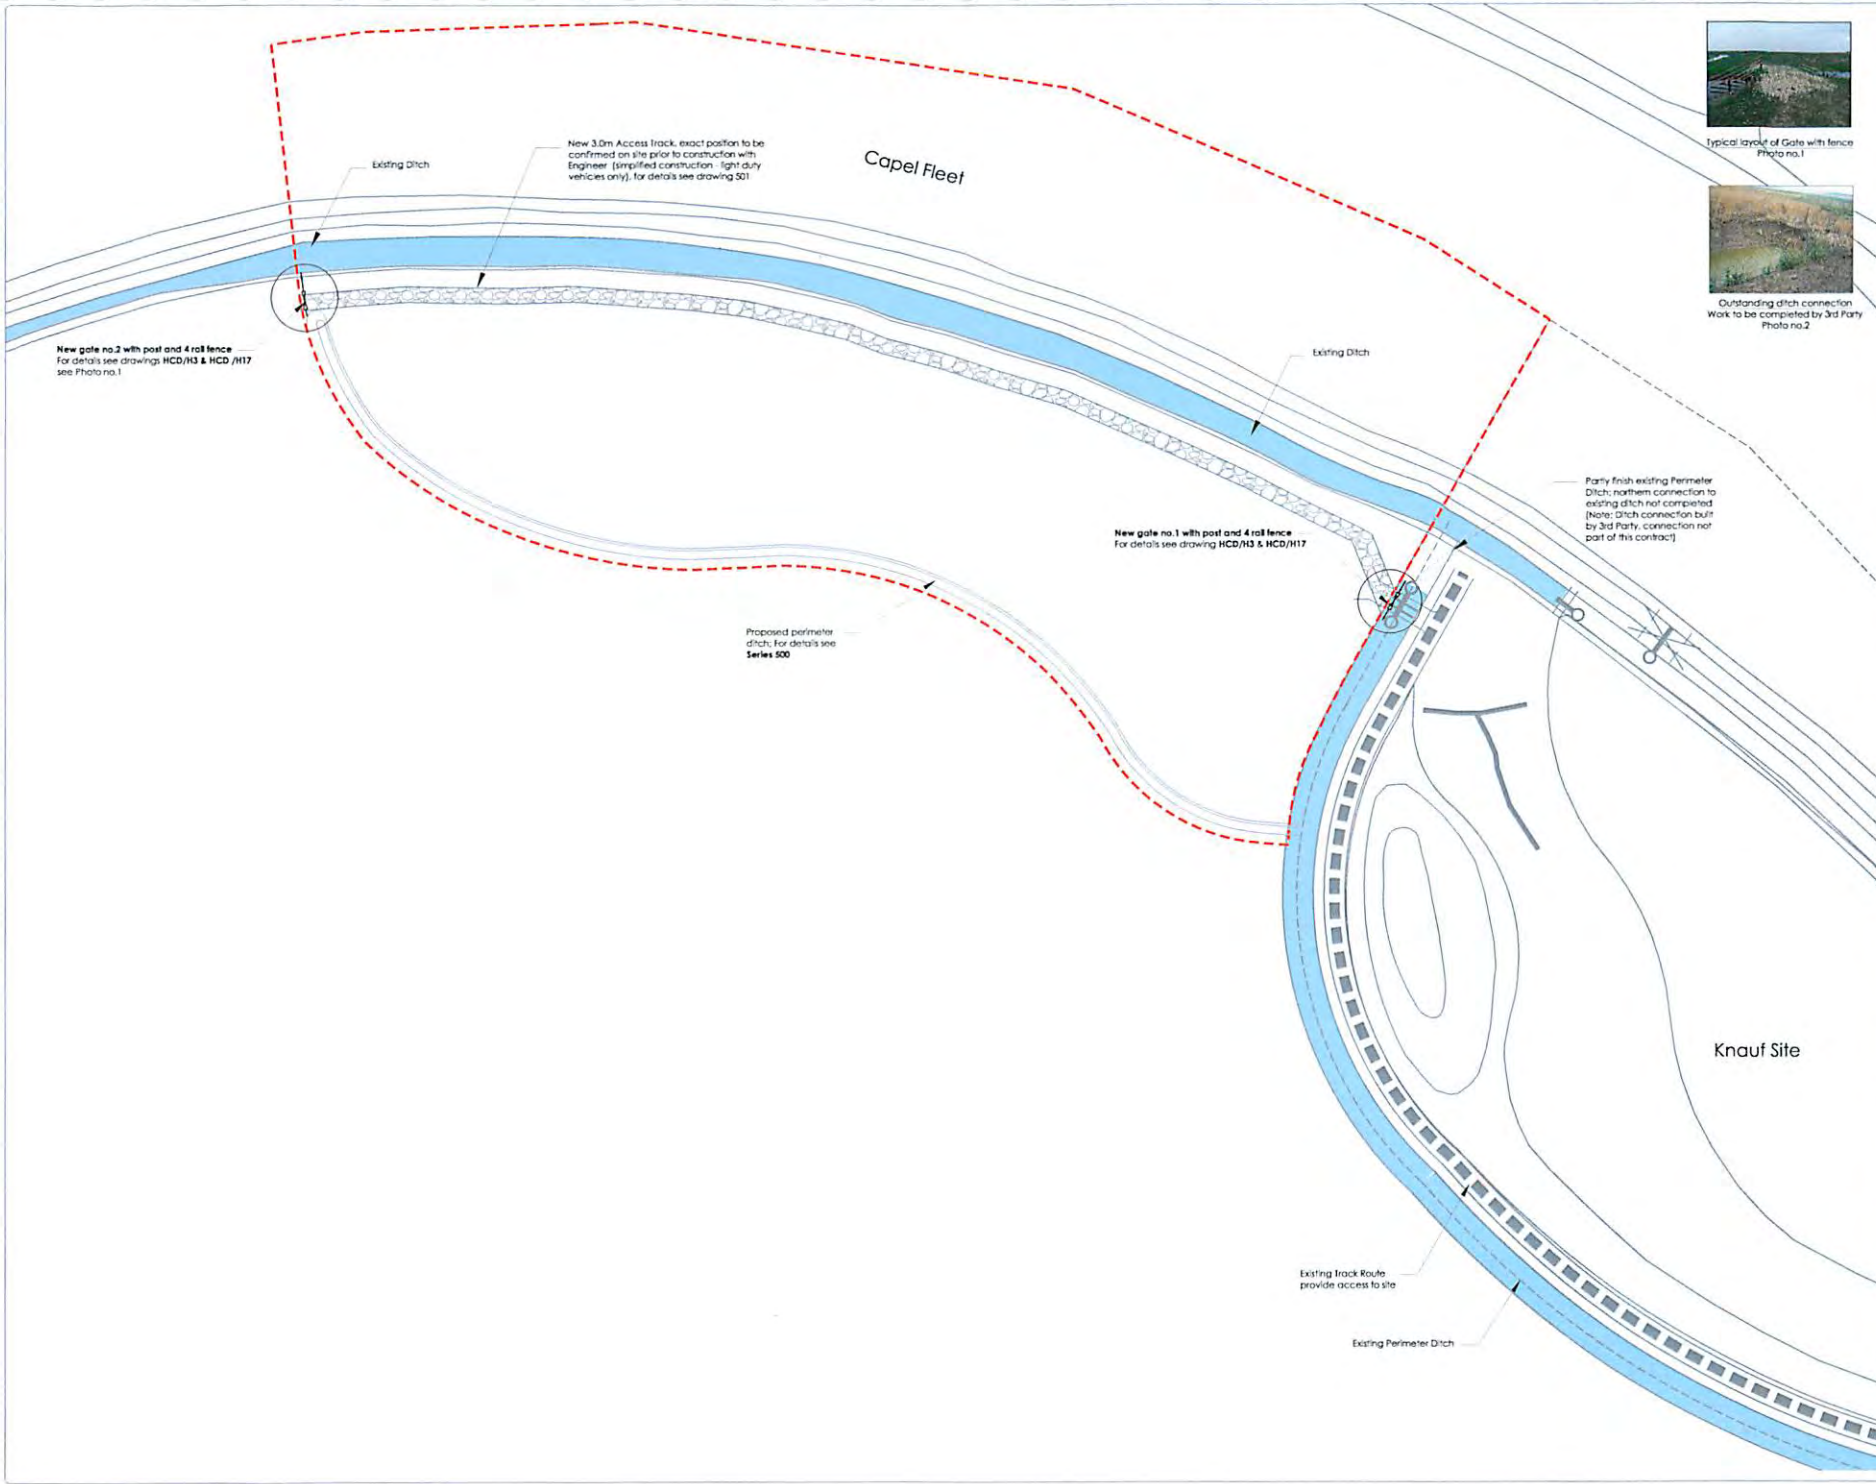 Typical layout of Gate with fence
Photo no.1
Outstanding ditch connection
Work to be completed by 3rd Party
Photo no.2
Existing Ditch
New 3.0m Access Track, exact position to be
confirmed on site prior to construction with
Engineer (simplified construction - light duty
vehicles only), for details see drawing 501
Capel Fleet
New gate no.2 with post and 4 rail fence
For details see drawings HCD/H3 & HCD /H17
see Photo no.1
Existing Ditch
Partly finish existing Perimeter
Ditch; northern connection to
existing ditch not completed
(Note: Ditch connection built
by 3rd Party, connection not
part of this contract)
New gate no.1 with post and 4 rail fence
For details see drawing HCD/H3 & HCD/H17
Proposed perimeter
ditch; For details see
Series 500
Knauf Site
Existing Track Route
provide access to site
Existing Perimeter Ditch